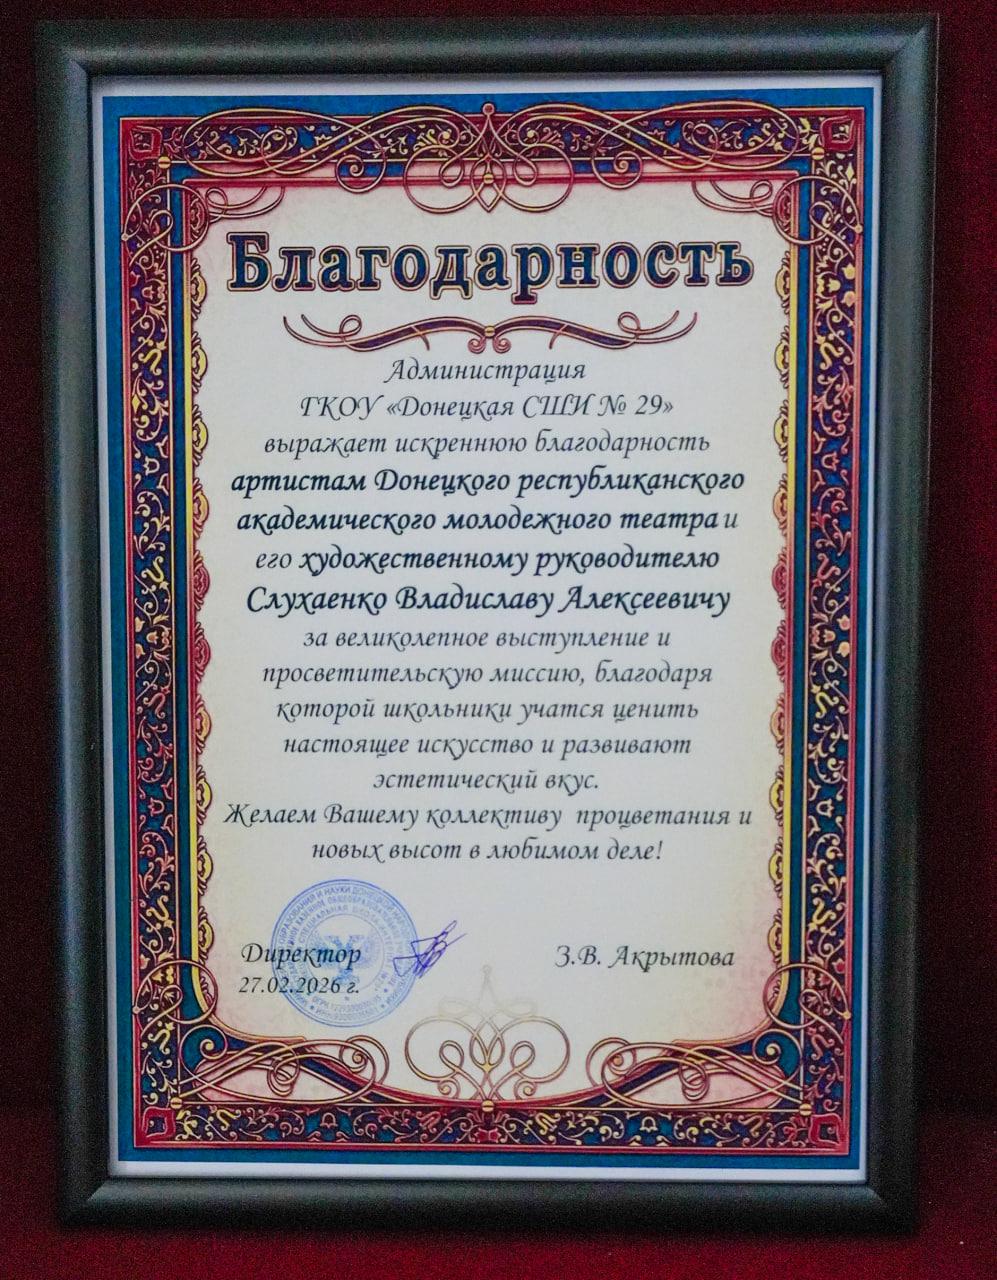 Благодарность
Администрация
ГКОУ «Донецкая СШИ № 29»
выражает искреннюю благодарность
артистам Донецкого республиканского
академического молодежного театра и
его художественному руководителю
Слухаенко Владиславу Алексеевичу
за великолепное выступление и
просветительскую миссию, благодаря
которой школьники учатся ценить
настоящее искусство и развивают
эстетический вкус.
Желаем Вашему коллективу процветания и
новых высот в любимом деле!
Директор
З.В. Акрытова
27.02.2026 г.